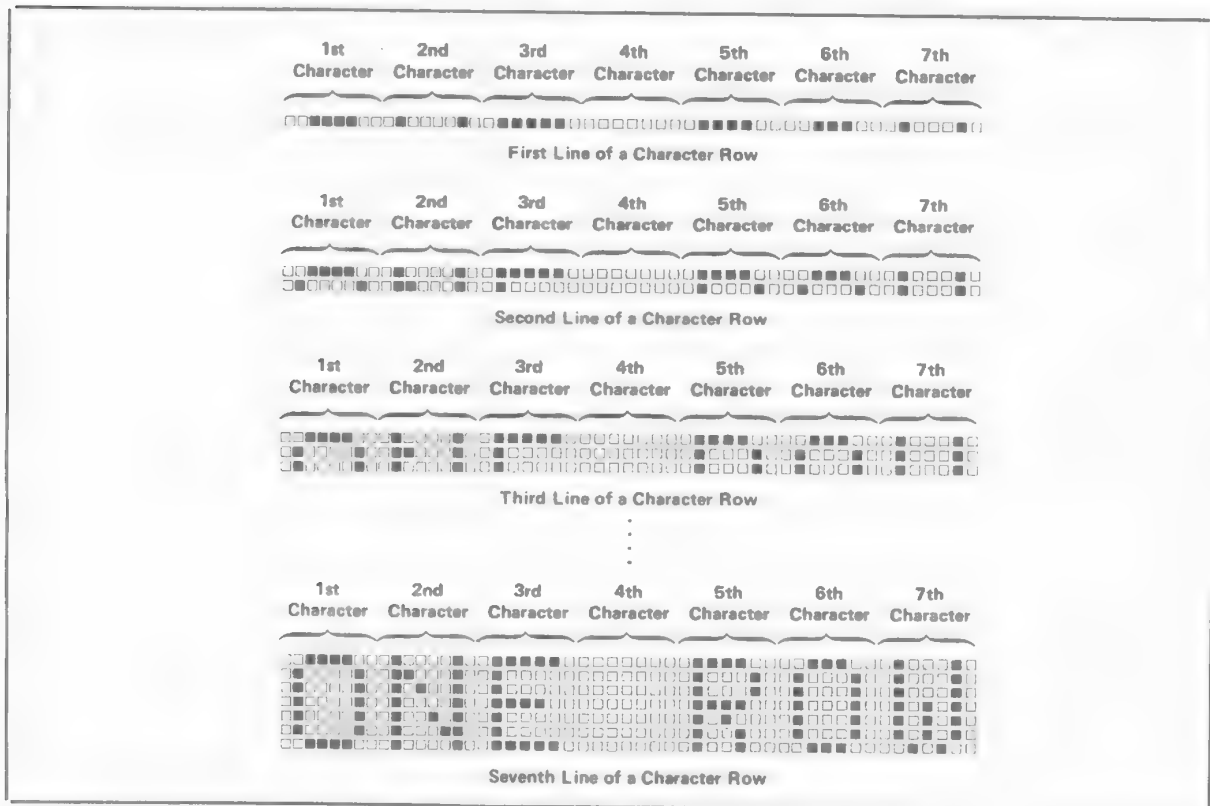 1st 2nd 3rd 4th 5th 6th 7th
Character Character Character Character Character Character Character
First Line of a Character Row
1st 2nd 3rd 4th 5th 6th 7th
Character Character Character Character Character Character Character
Second Line of a Character Row
1st 2nd 3rd 4th 5th 6th 7th
Character Character Character Character Character Character Character
Third Line of a Character Row
1st 2nd 3rd 4th 5th 6th 7th
Character Character Character Character Character Character Character
ONE ROW
Seventh Line of a Character Row